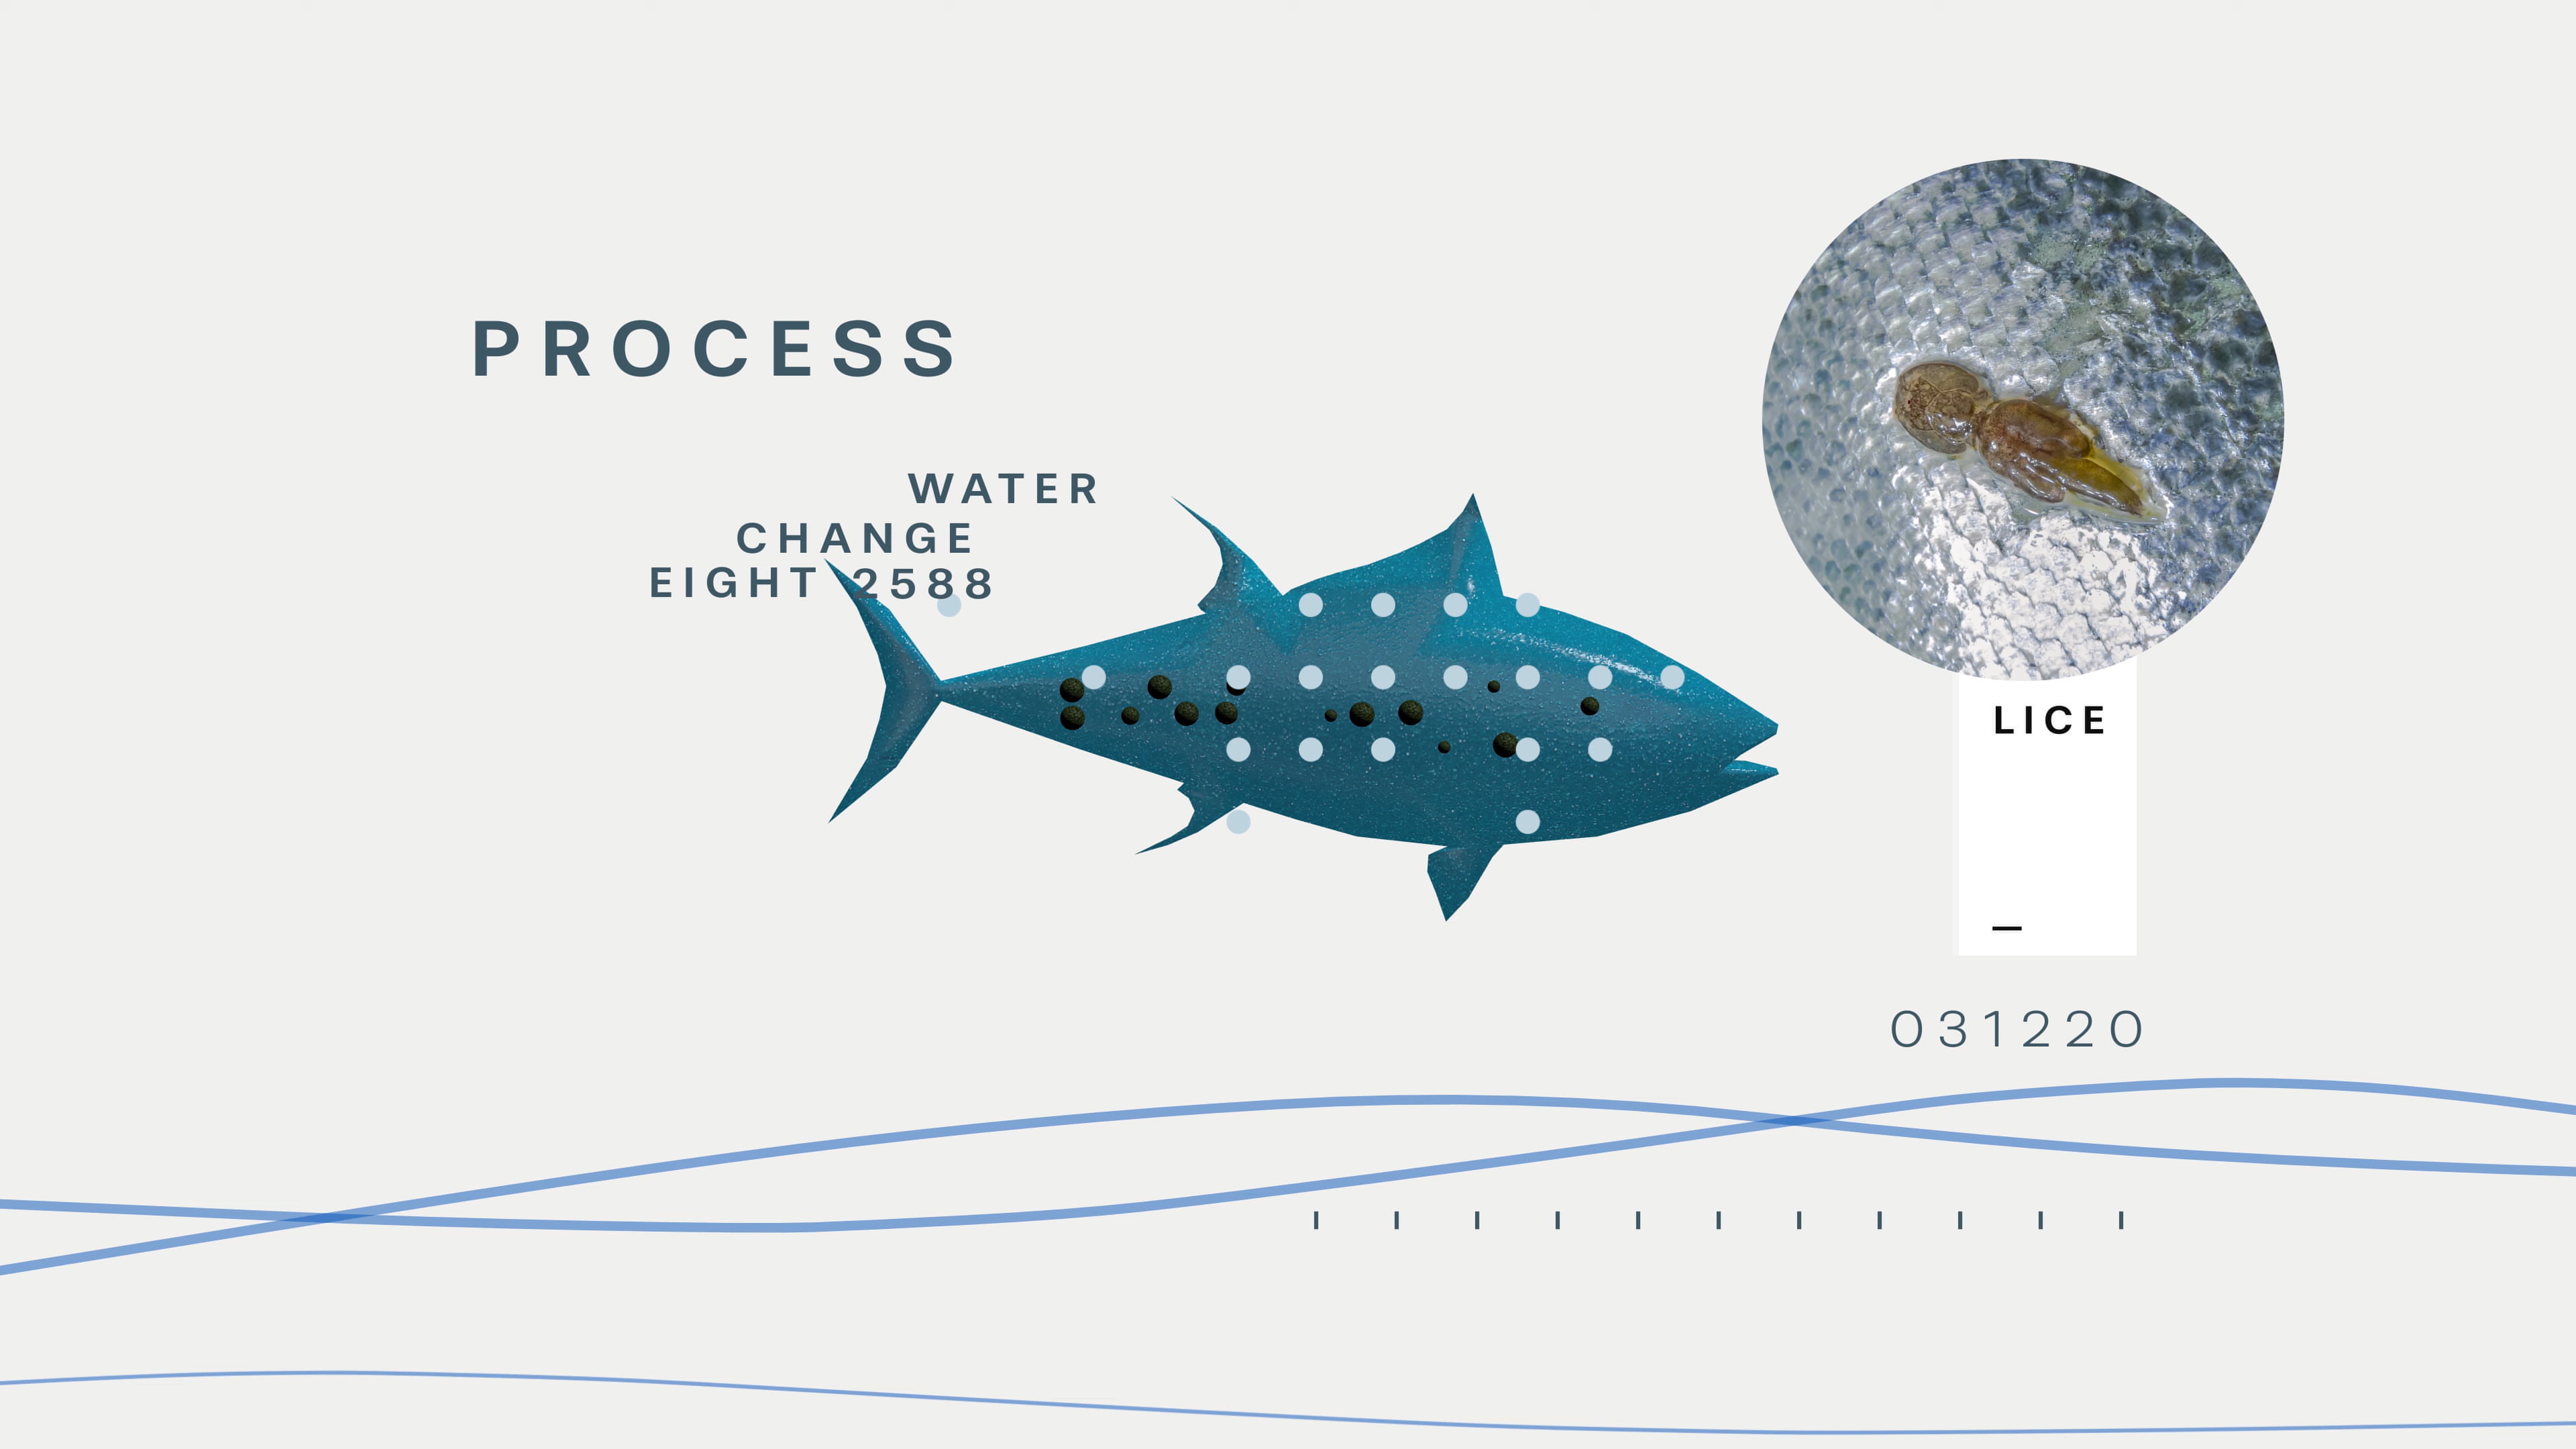 PROCESS
WATER
CHANGE
EIGHT 2588
LICE
–
031220